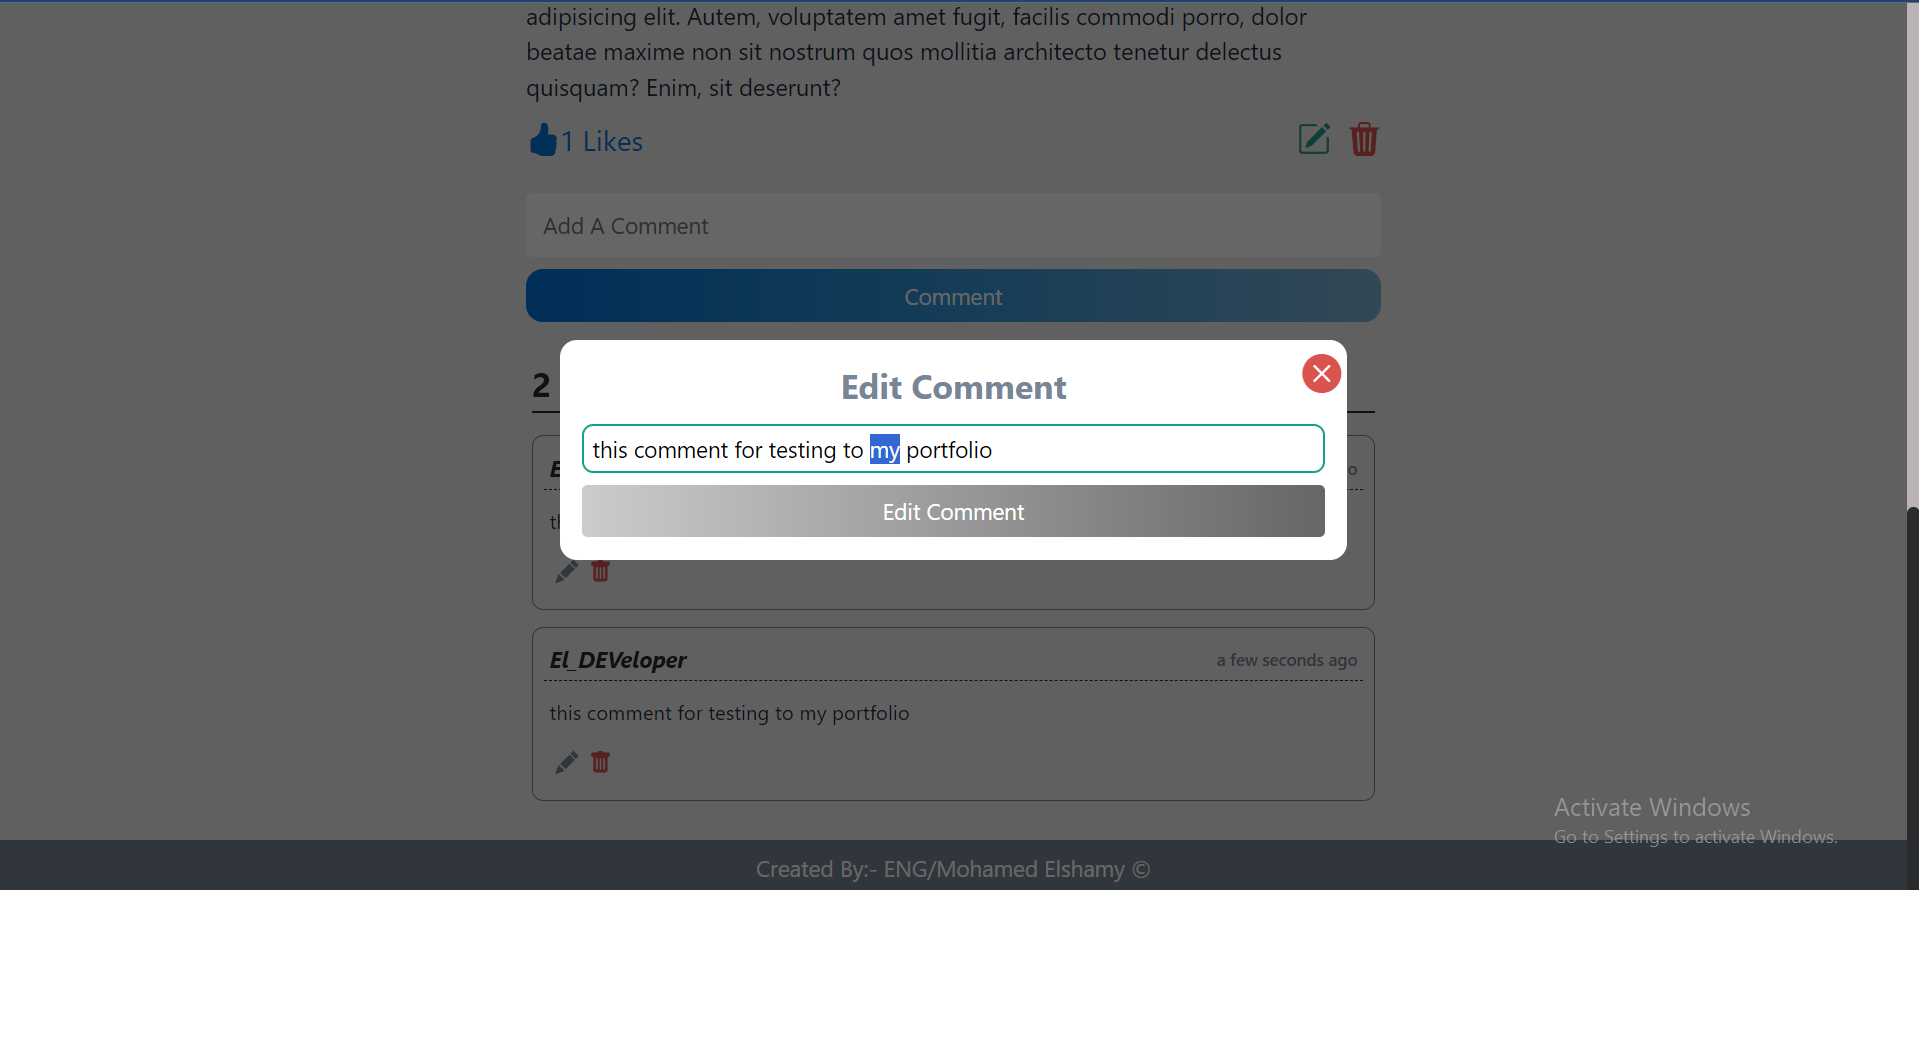 adipisicing elit. Autem, voluptatem amet fugit, facilis commodi porro, dolor
beatae maxime non sit nostrum quos mollitia architecto tenetur delectus
quisquam? Enim, sit deserunt?
1 Likes
Add A Comment
Comment
2
Edit Comment
this comment for testing to my portfolio
Edit Comment
El_DEVeloper
a few seconds ago
this comment for testing to my portfolio
Activate Windows
Go to Settings to activate Windows.
Created By:- ENG/Mohamed Elshamy ©